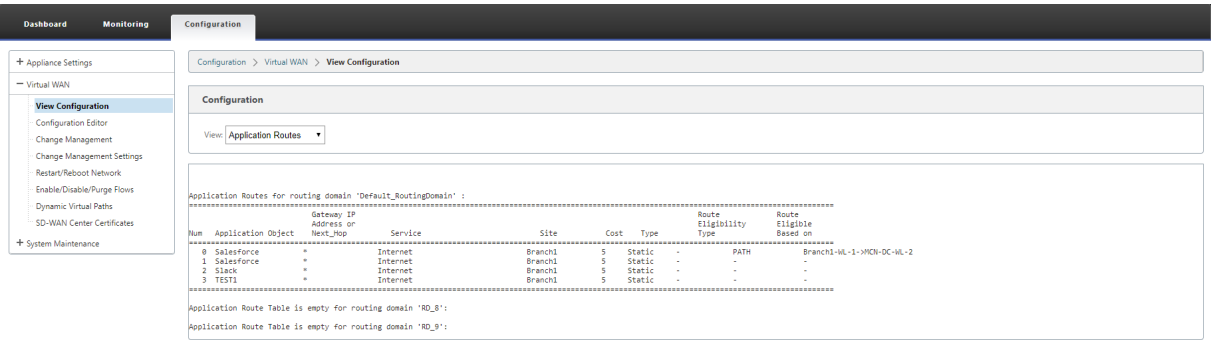 Dashboard Monitoring Configuration
+ Appliance Settings
− Virtual WAN
View Configuration
Configuration Editor
Change Management
Change Management Settings
Restart/Reboot Network
Enable/Disable/Purge Flows
Dynamic Virtual Paths
SD-WAN Center Certificates
+ System Maintenance
Configuration > Virtual WAN > View Configuration
Configuration
View: Application Routes
Application Routes for routing domain 'Default_RoutingDomain' :
Gateway IP Route Route
Address or Eligibility Eligible
Num Application Object Next_Hop Service Site Cost Type Type Based on
0 Salesforce * Internet Branch1 5 Static - PATH Branch1-WL-1->MCN-DC-WL-2
1 Salesforce * Internet Branch1 5 Static - - -
2 Slack * Internet Branch1 5 Static - - -
3 TEST1 * Internet Branch1 5 Static - - -
Application Route Table is empty for routing domain 'RD_8':
Application Route Table is empty for routing domain 'RD_9':